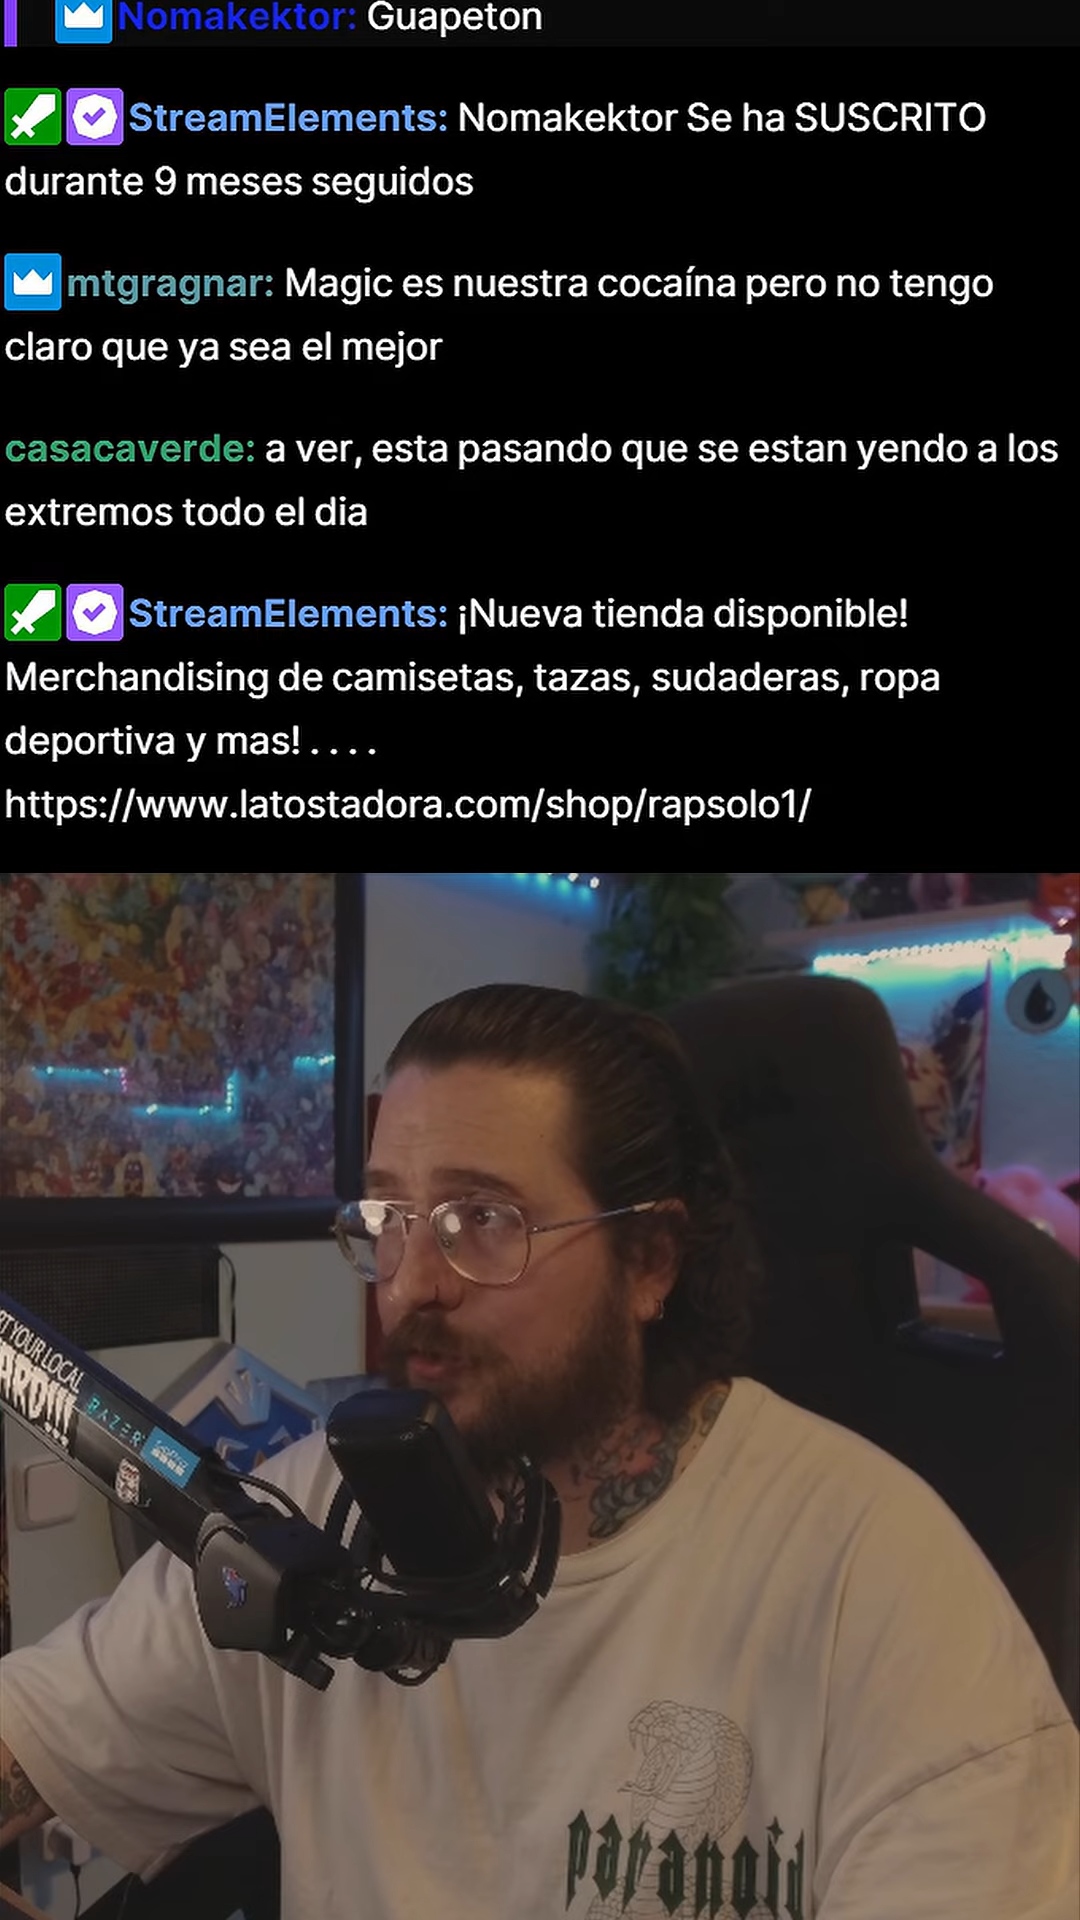 Nomakektor: Guapeton
StreamElements: Nomakektor Se ha SUSCRITO
durante 9 meses seguidos
mtgragnar: Magic es nuestra cocaína pero no tengo
claro que ya sea el mejor
casacaverde: a ver, esta pasando que se estan yendo a los
extremos todo el dia
StreamElements: ¡Nueva tienda disponible!
Merchandising de camisetas, tazas, sudaderas, ropa
deportiva y mas! . . . .
https://www.latostadora.com/shop/rapsolo1/
YOUR LOCAL
RAZER
paranoid